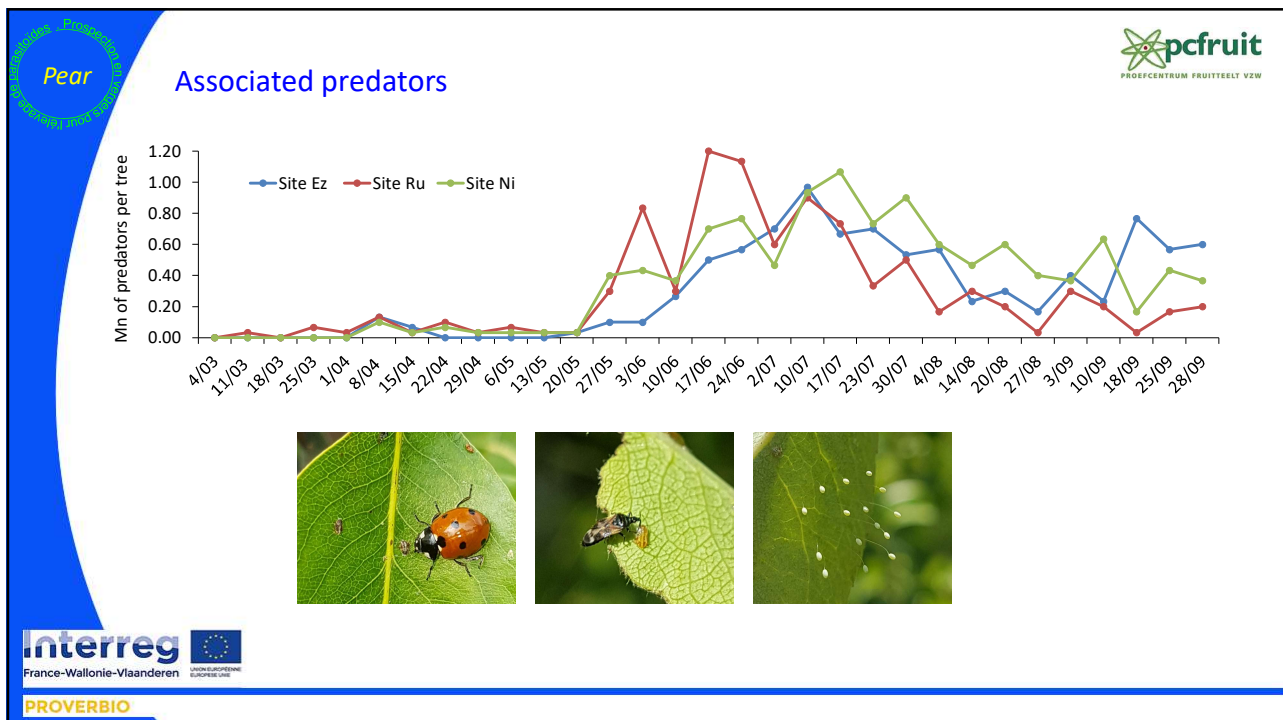 Prospection en vergers pour l'élevage de parasitoïdes .
Pear
Associated predators
pcfruit
PROEFCENTRUM FRUITTEELT VZW
Mn of predators per tree
1.20
1.00
0.80
0.60
0.40
0.20
0.00
Site Ez Site Ru Site Ni
4/03 11/03 18/03 25/03 1/04 8/04 15/04 22/04 29/04 6/05 13/05 20/05 27/05 3/06 10/06 17/06 24/06 2/07 10/07 17/07 23/07 30/07 4/08 14/08 20/08 27/08 3/09 10/09 18/09 25/09 28/09
Interreg
France-Wallonie-Vlaanderen
UNION EUROPÉENNE
EUROPESE UNIE
PROVERBIO